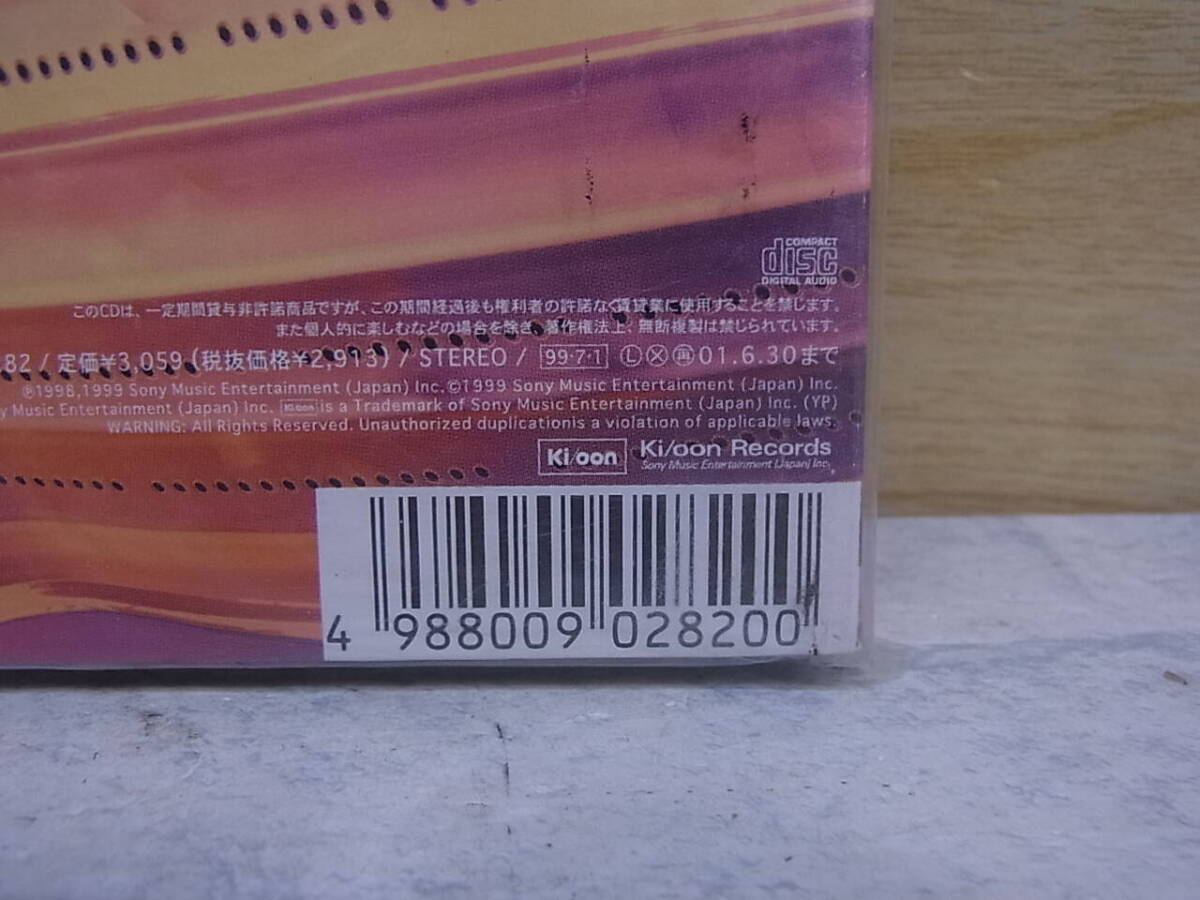 COMPACT
disc
DIGITAL AUDIO
このCDは、一定期間貸与非許諾商品ですが、この期間経過後も権利者の許諾なく賃貸業に使用することを禁じます。
また個人的に楽しむなどの場合を除き、著作権法上、無断複製は禁じられています。
82 / 定価¥3,059 (税抜価格¥2,913) / STEREO / 99・7・1 Ⓛ Ⓧ 再 01.6.30まで
℗1998,1999 Sony Music Entertainment (Japan) Inc. ©1999 Sony Music Entertainment (Japan) Inc.
y Music Entertainment (Japan) Inc. Ki/oon is a Trademark of Sony Music Entertainment (Japan) Inc. (YP)
WARNING: All Rights Reserved. Unauthorized duplicationis a violation of applicable laws.
Ki/oon Ki/oon Records
Sony Music Entertainment (Japan) Inc.
4 988009 028200